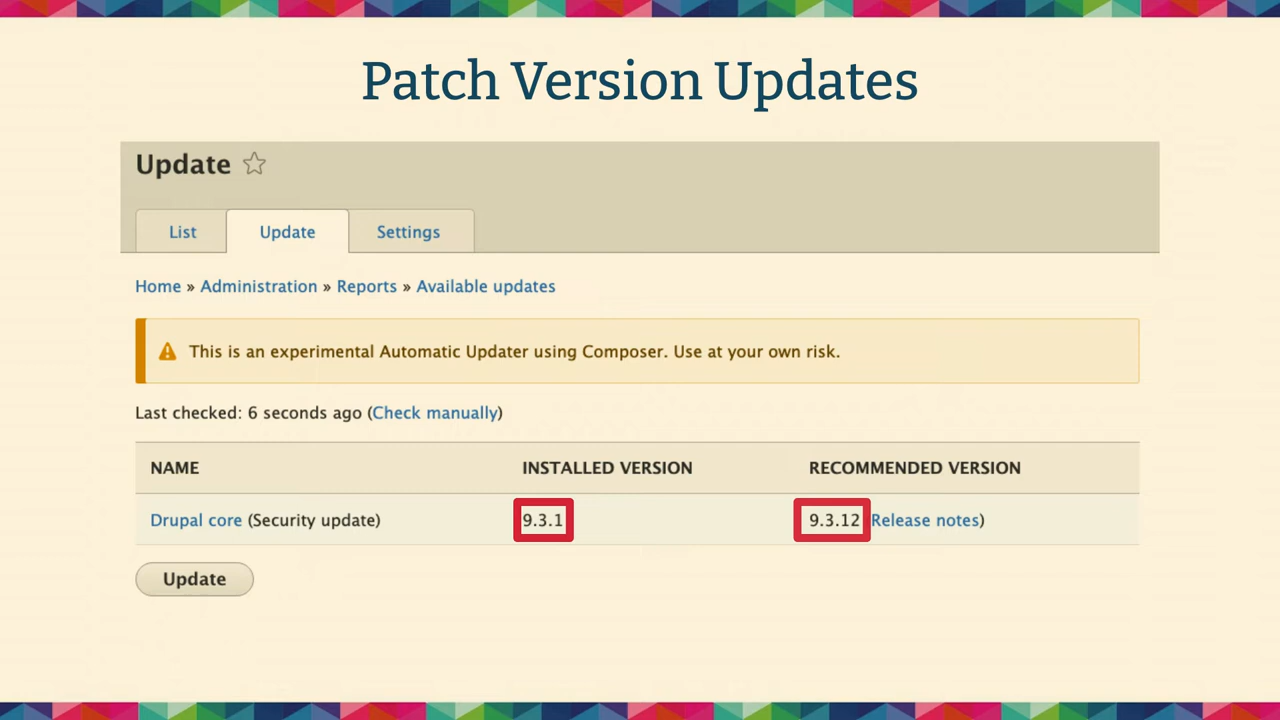 Patch Version Updates
Update
List Update Settings
Home » Administration » Reports » Available updates
This is an experimental Automatic Updater using Composer. Use at your own risk.
Last checked: 6 seconds ago (Check manually)
NAME INSTALLED VERSION RECOMMENDED VERSION
Drupal core (Security update) 9.3.1 9.3.12 Release notes)
Update